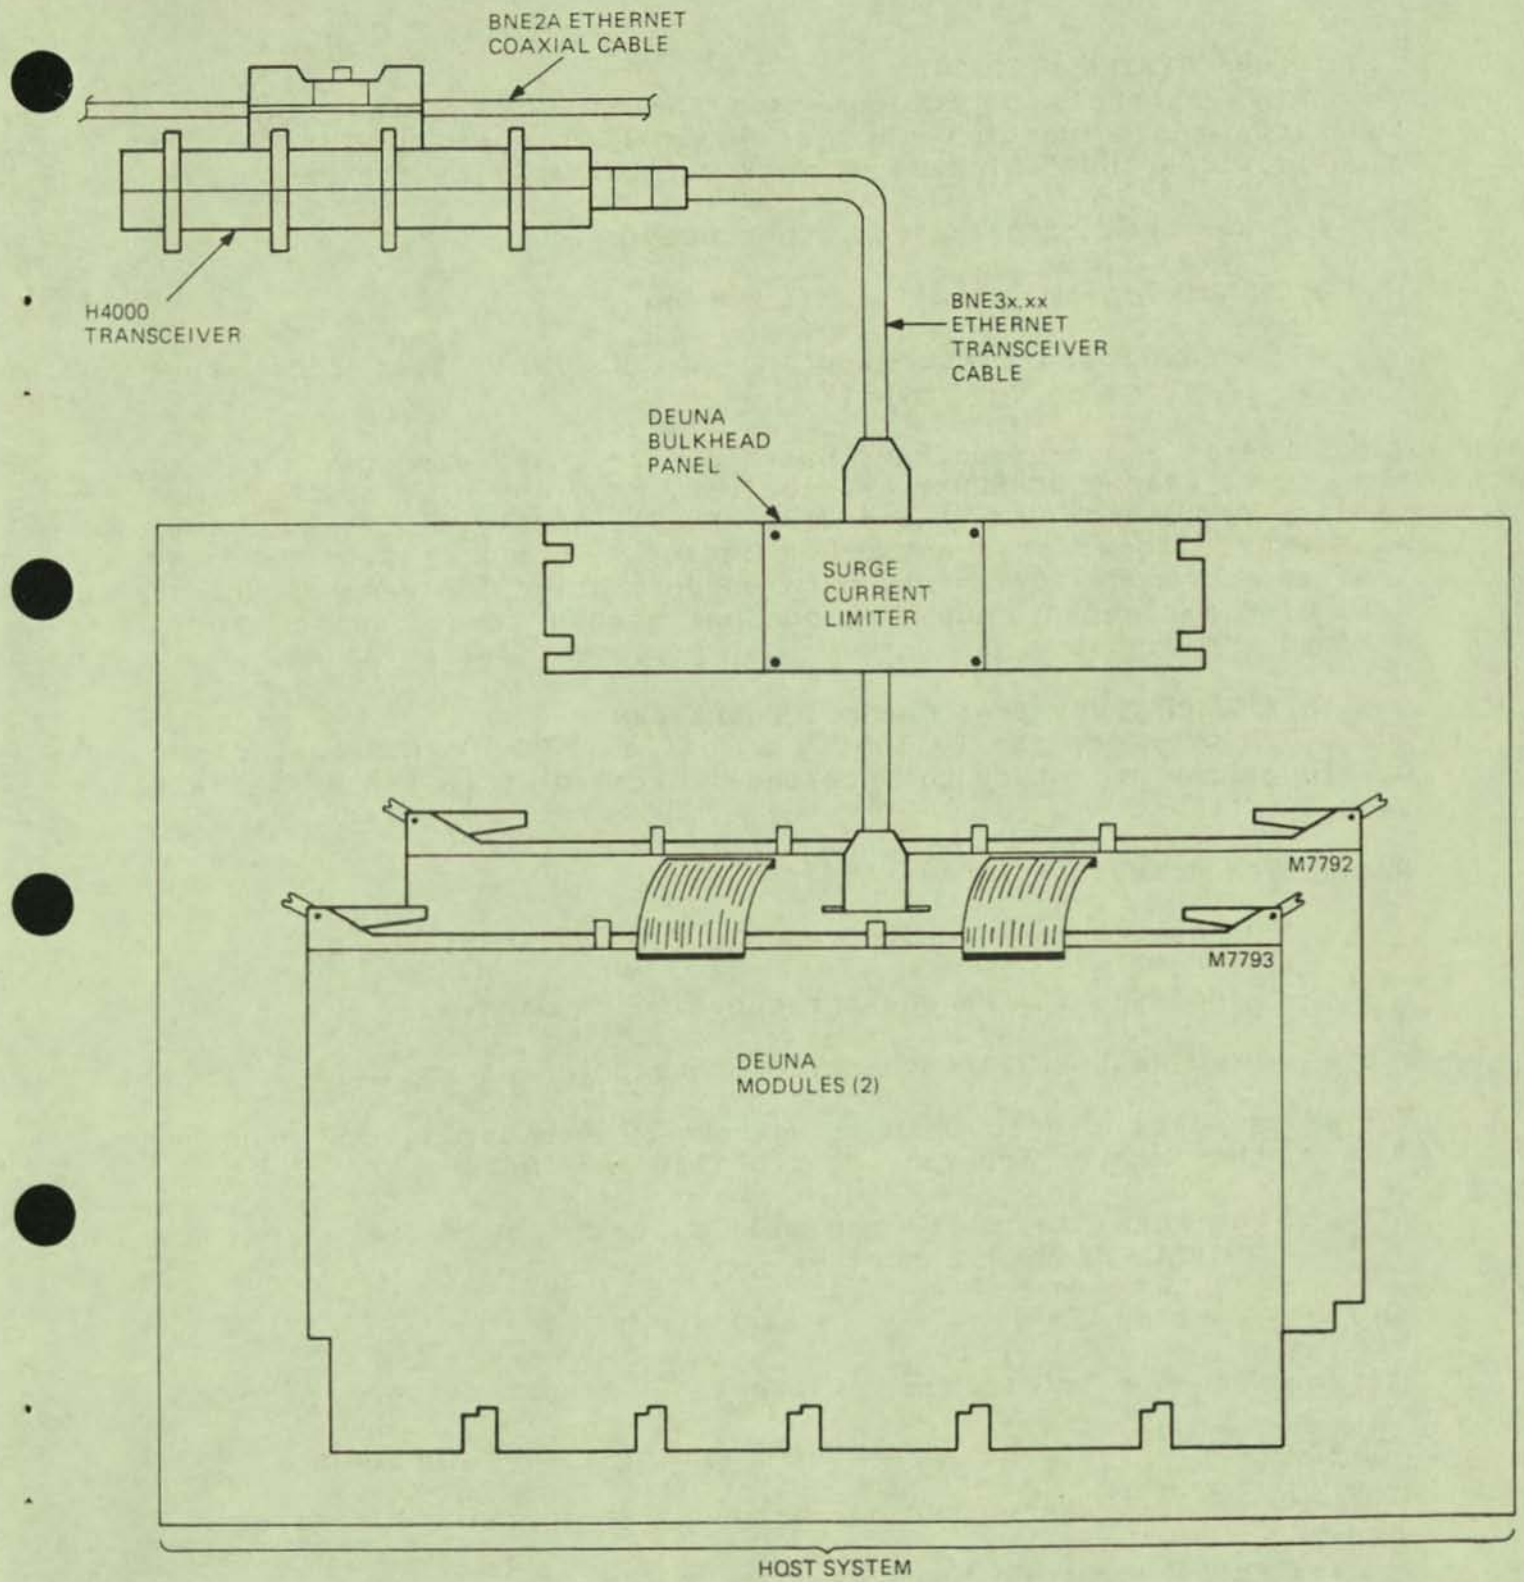 BNE2A ETHERNET
COAXIAL CABLE
H4000
TRANSCEIVER
BNE3x.xx
ETHERNET
TRANSCEIVER
CABLE
DEUNA
BULKHEAD
PANEL
SURGE
CURRENT
LIMITER
M7792
M7793
DEUNA
MODULES (2)
HOST SYSTEM